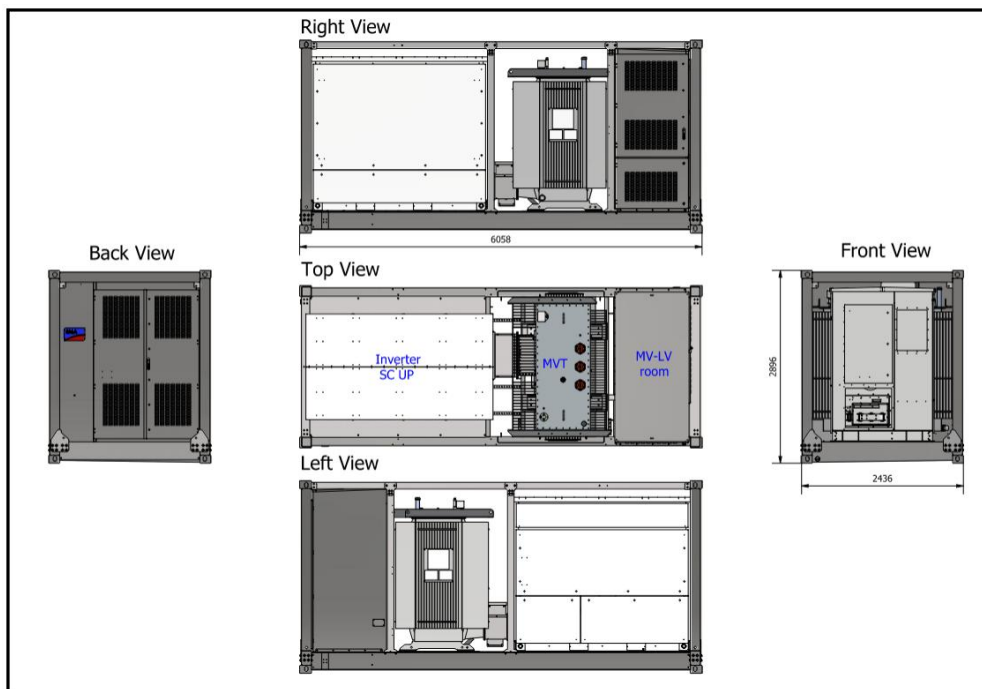 Right View
6058
Back View
Top View
Front View
Inverter
SC UP
MVT
MV-LV
room
2896
Left View
2436